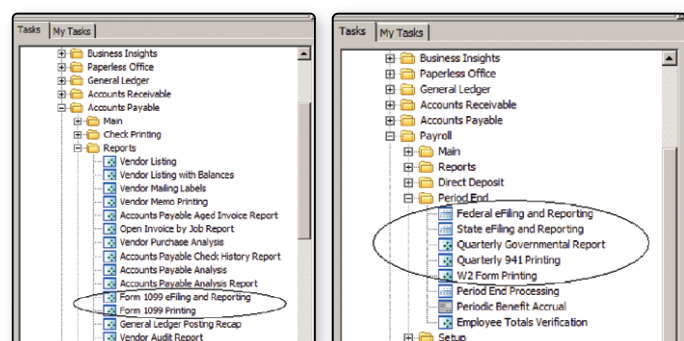 Tasks My Tasks
Business Insights
Paperless Office
General Ledger
Accounts Receivable
Accounts Payable
Main
Check Printing
Reports
Vendor Listing
Vendor Listing with Balances
Vendor Mailing Labels
Vendor Memo Printing
Accounts Payable Aged Invoice Report
Open Invoice by Job Report
Vendor Purchase Analysis
Accounts Payable Check History Report
Accounts Payable Analysis
Accounts Payable Analysis Report
Form 1099 eFiling and Reporting
Form 1099 Printing
General Ledger Posting Recap
Vendor Audit Report
Tasks My Tasks
Business Insights
Paperless Office
General Ledger
Accounts Receivable
Accounts Payable
Payroll
Main
Reports
Direct Deposit
Period End
Federal eFiling and Reporting
State eFiling and Reporting
Quarterly Governmental Report
Quarterly 941 Printing
W2 Form Printing
Period End Processing
Periodic Benefit Accrual
Employee Totals Verification
Setup